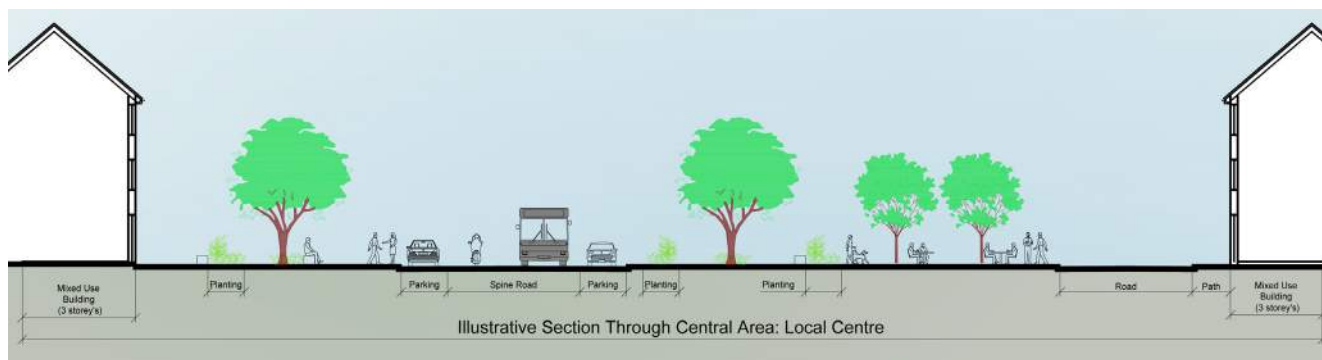 Mixed Use
Building
(3 storey's)
Planting
Parking
Spine Road
Parking
Planting
Planting
Road
Path
Mixed Use
Building
(3 storey's)
Illustrative Section Through Central Area: Local Centre